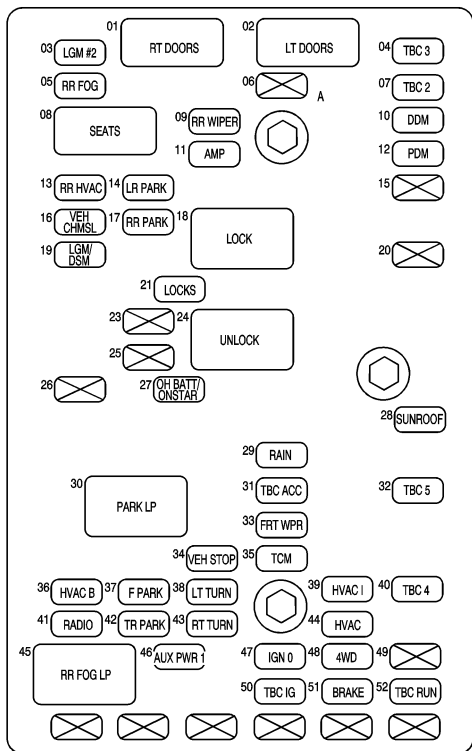 01 RT DOORS
02 LT DOORS
03 LGM #2
04 TBC 3
05 RR FOG
06
A
07 TBC 2
08 SEATS
09 RR WIPER
10 DDM
11 AMP
12 PDM
13 RR HVAC
14 LR PARK
15
16 VEH
CHMSL
17 RR PARK
18 LOCK
19 LGM/
DSM
20
21 LOCKS
23
24 UNLOCK
25
26
27 OH BATT/
ONSTAR
28 SUNROOF
29 RAIN
30 PARK LP
31 TBC ACC
32 TBC 5
33 FRT WPR
34 VEH STOP
35 TCM
36 HVAC B
37 F PARK
38 LT TURN
39 HVAC I
40 TBC 4
41 RADIO
42 TR PARK
43 RT TURN
44 HVAC
45 RR FOG LP
46 AUX PWR 1
47 IGN 0
48 4WD
49
50 TBC IG
51 BRAKE
52 TBC RUN